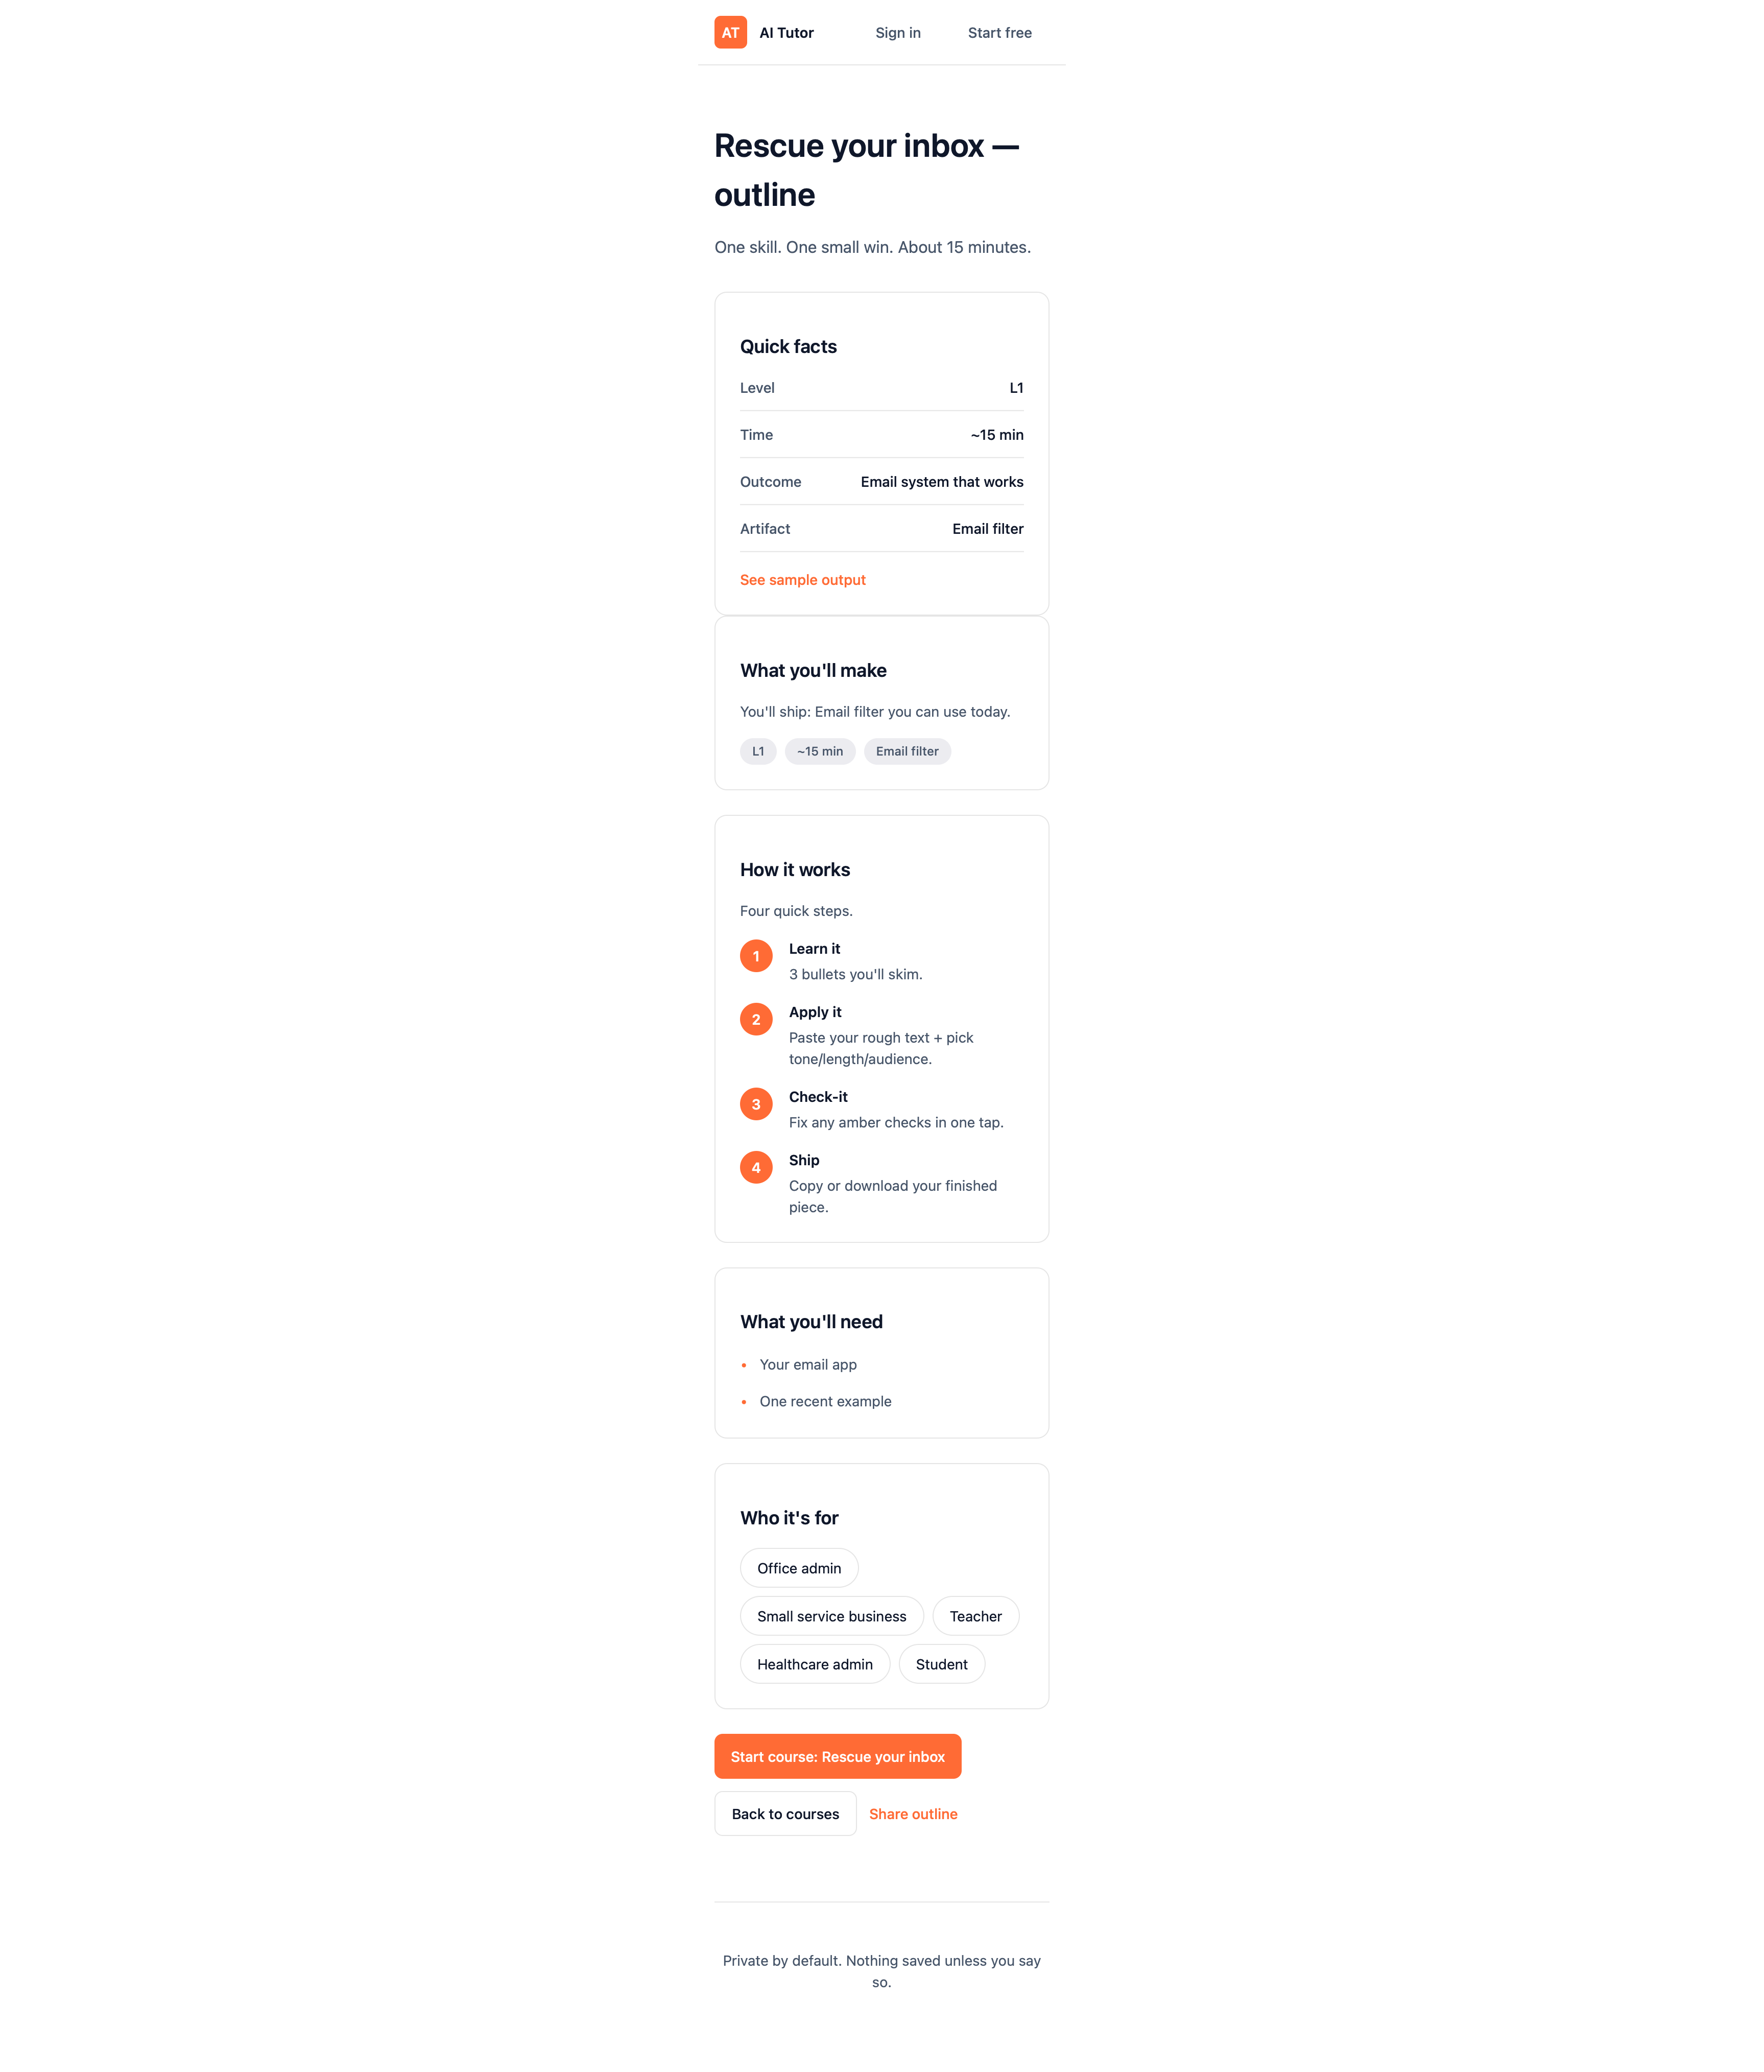 AT AI Tutor Sign in Start free
Rescue your inbox —
outline
One skill. One small win. About 15 minutes.
Quick facts
Level L1
Time ~15 min
Outcome Email system that works
Artifact Email filter
See sample output
What you'll make
You'll ship: Email filter you can use today.
L1 ~15 min Email filter
How it works
Four quick steps.
1 Learn it
3 bullets you'll skim.
2 Apply it
Paste your rough text + pick
tone/length/audience.
3 Check-it
Fix any amber checks in one tap.
4 Ship
Copy or download your finished
piece.
What you'll need
• Your email app
• One recent example
Who it's for
Office admin
Small service business Teacher
Healthcare admin Student
Start course: Rescue your inbox
Back to courses Share outline
Private by default. Nothing saved unless you say
so.